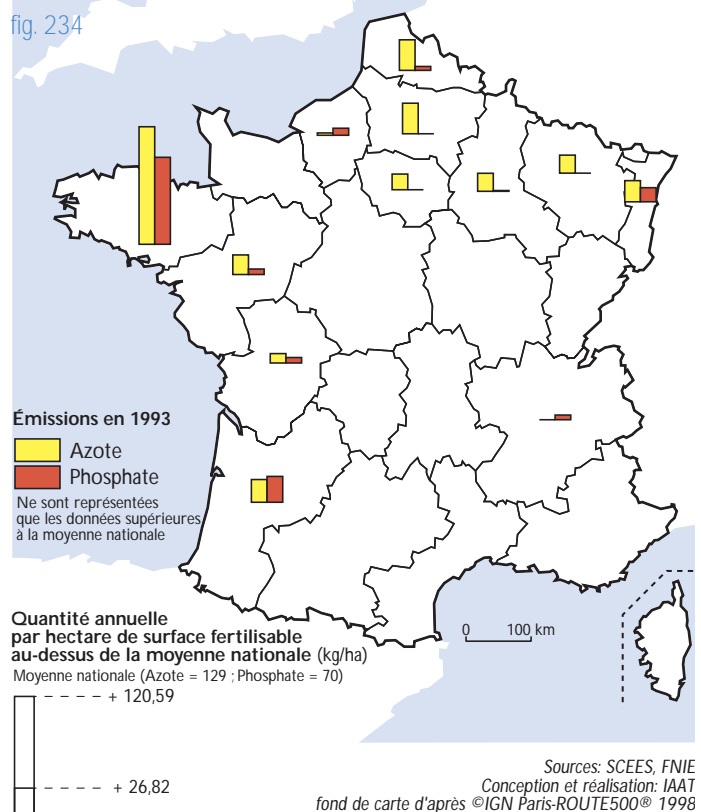 fig. 234
Émissions en 1993
Azote
Phosphate
Ne sont représentées
que les données supérieures
à la moyenne nationale
Quantité annuelle
par hectare de surface fertilisable
au-dessus de la moyenne nationale (kg/ha)
Moyenne nationale (Azote = 129 ; Phosphate = 70)
+ 120,59
+ 26,82
0 100 km
Sources: SCEES, FNIE
Conception et réalisation: IAAT
fond de carte d'après ©IGN Paris-ROUTE500® 1998